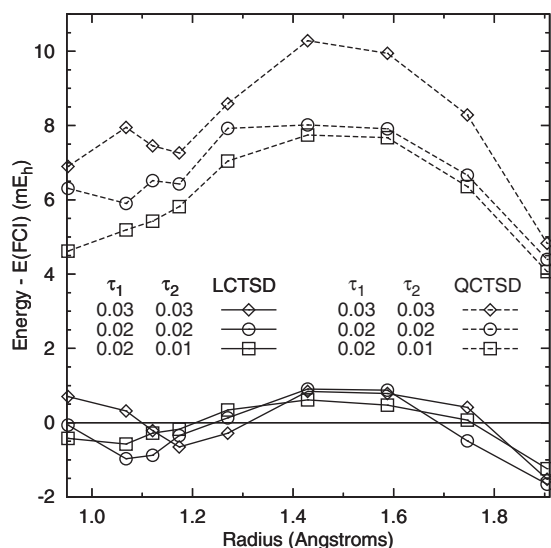 10
8
6
4
2
0
-2
Energy - E(FCI) (mEₕ)
τ₁ τ₂ LCTSD τ₁ τ₂ QCTSD
0.03 0.03 0.03 0.03
0.02 0.02 0.02 0.02
0.02 0.01 0.02 0.01
1.0 1.2 1.4 1.6 1.8
Radius (Angstroms)